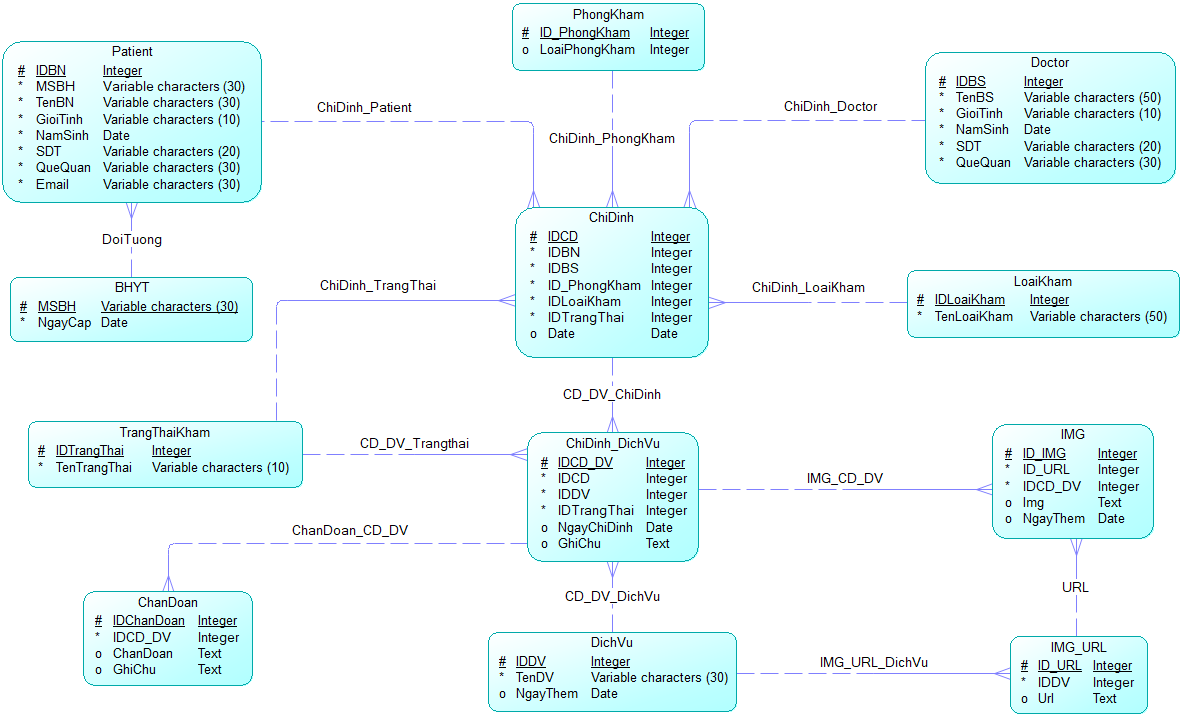 PhongKham
# ID_PhongKham Integer
o LoaiPhongKham Integer
Patient
# IDBN Integer
* MSBH Variable characters (30)
* TenBN Variable characters (30)
* GioiTinh Variable characters (10)
* NamSinh Date
* SDT Variable characters (20)
* QueQuan Variable characters (30)
* Email Variable characters (30)
Doctor
# IDBS Integer
* TenBS Variable characters (50)
* GioiTinh Variable characters (10)
* NamSinh Date
* SDT Variable characters (20)
* QueQuan Variable characters (30)
ChiDinh_Patient
ChiDinh_PhongKham
ChiDinh_Doctor
DoiTuong
BHYT
# MSBH Variable characters (30)
* NgayCap Date
ChiDinh
# IDCD Integer
* IDBN Integer
* IDBS Integer
* ID_PhongKham Integer
* IDLoaiKham Integer
* IDTrangThai Integer
o Date Date
ChiDinh_TrangThai
ChiDinh_LoaiKham
LoaiKham
# IDLoaiKham Integer
* TenLoaiKham Variable characters (50)
CD_DV_ChiDinh
TrangThaiKham
# IDTrangThai Integer
* TenTrangThai Variable characters (10)
CD_DV_Trangthai
ChiDinh_DichVu
# IDCD_DV Integer
* IDCD Integer
* IDDV Integer
* IDTrangThai Integer
o NgayChiDinh Date
o GhiChu Text
IMG_CD_DV
IMG
# ID_IMG Integer
* ID_URL Integer
* IDCD_DV Integer
o Img Text
o NgayThem Date
ChanDoan_CD_DV
ChanDoan
# IDChanDoan Integer
* IDCD_DV Integer
o ChanDoan Text
o GhiChu Text
CD_DV_DichVu
URL
DichVu
# IDDV Integer
* TenDV Variable characters (30)
o NgayThem Date
IMG_URL_DichVu
IMG_URL
# ID_URL Integer
* IDDV Integer
o Url Text